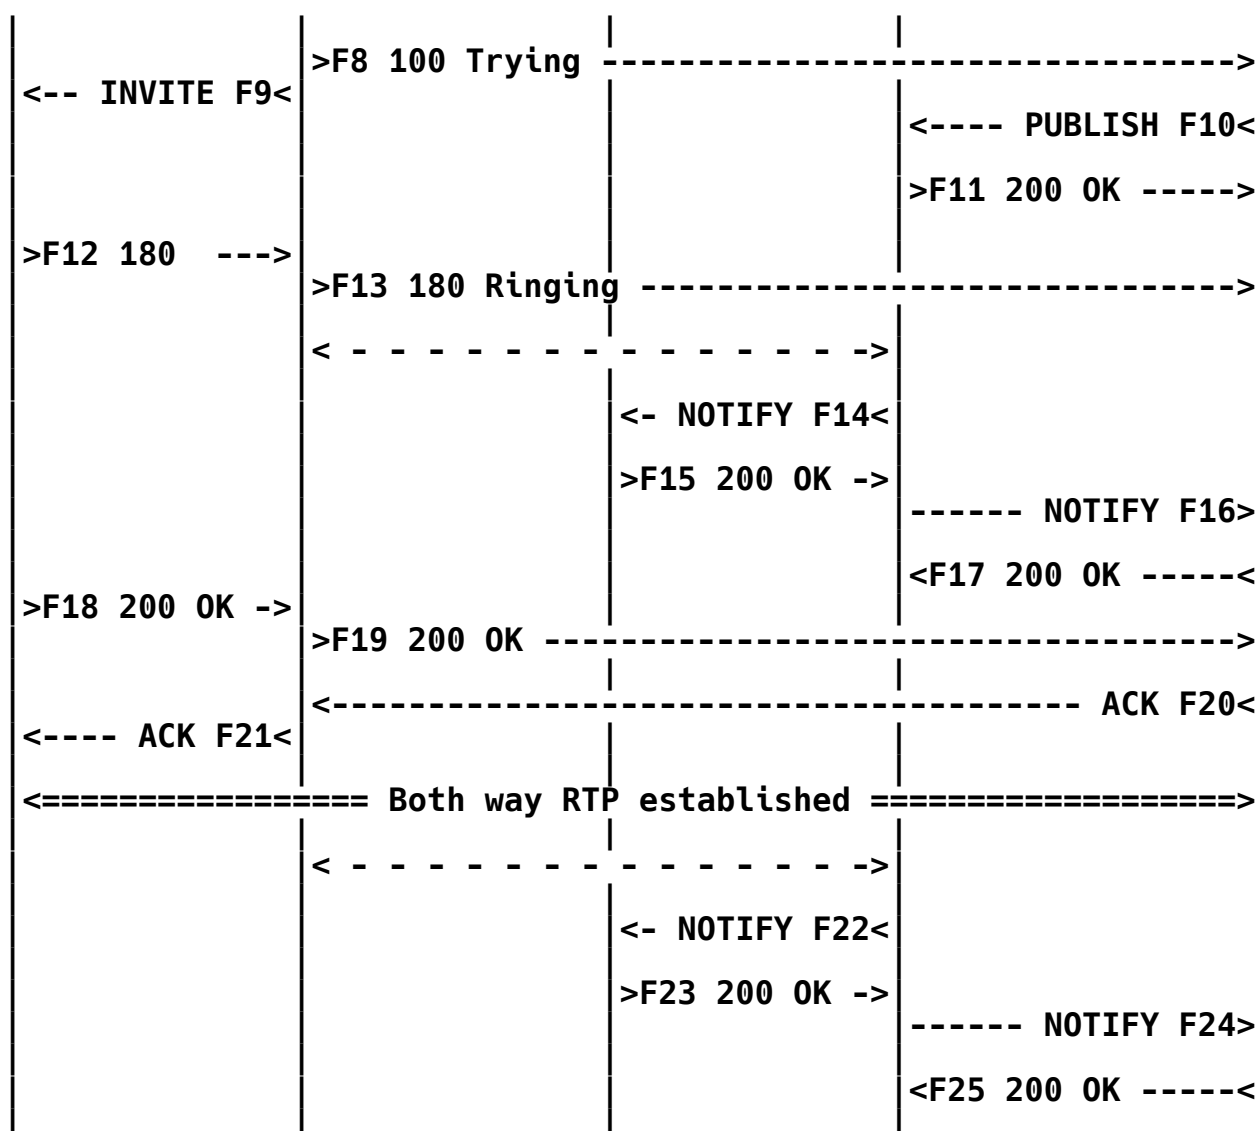 >F8 100 Trying --------------------------------->
<-- INVITE F9<
<---- PUBLISH F10<
>F11 200 OK ----->
>F12 180  --->
>F13 180 Ringing ------------------------------->
< - - - - - - - - - - - - - ->
<- NOTIFY F14<
>F15 200 OK ->
------ NOTIFY F16>
<F17 200 OK -----<
>F18 200 OK ->
>F19 200 OK ------------------------------------>
<--------------------------------------- ACK F20<
<---- ACK F21<
<================= Both way RTP established ===================>
< - - - - - - - - - - - - - ->
<- NOTIFY F22<
>F23 200 OK ->
------ NOTIFY F24>
<F25 200 OK -----<